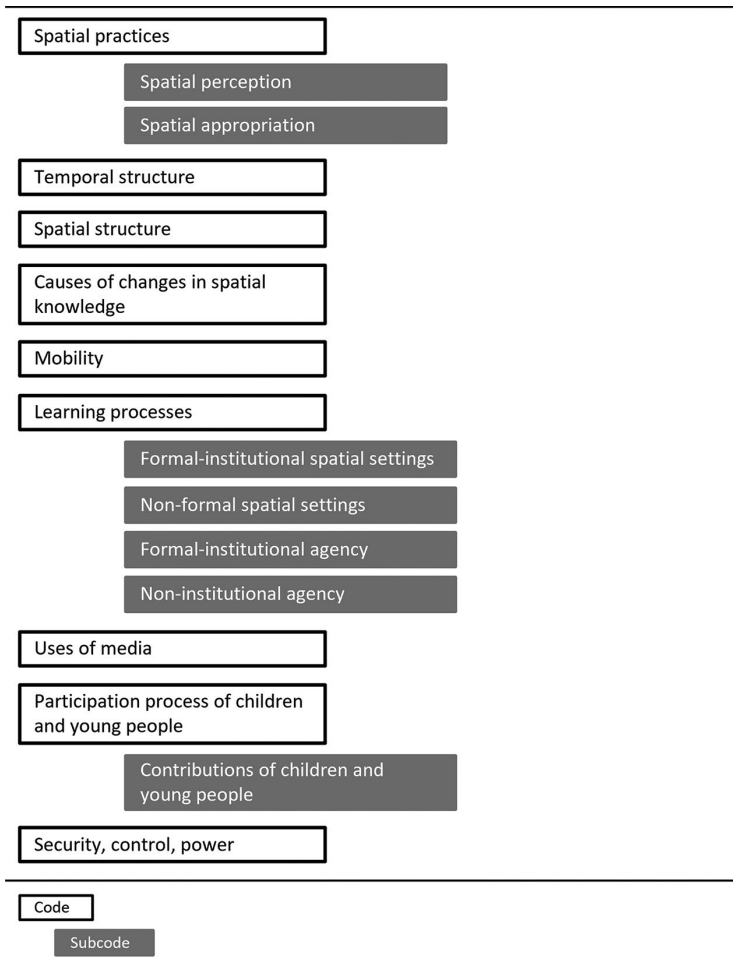 Spatial practices
Spatial perception
Spatial appropriation
Temporal structure
Spatial structure
Causes of changes in spatial
knowledge
Mobility
Learning processes
Formal-institutional spatial settings
Non-formal spatial settings
Formal-institutional agency
Non-institutional agency
Uses of media
Participation process of children
and young people
Contributions of children and
young people
Security, control, power
Code
Subcode